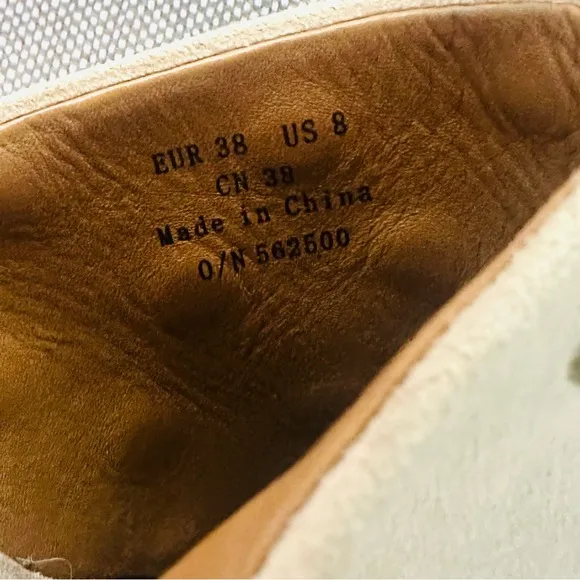 EUR 38 US 8
CN 38
Made in China
O/N 562500